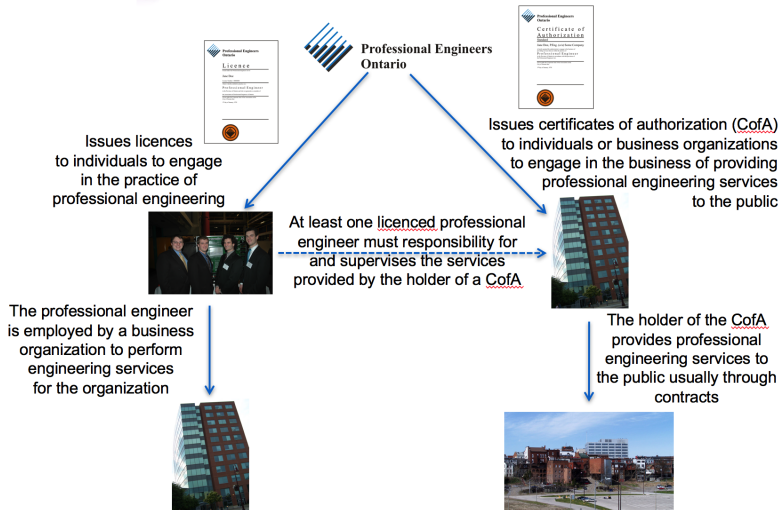 Professional Engineers
Ontario
Professional Engineers
Ontario
Licence
Professional Engineers
Ontario
Certificate of
Authorization
Issues licences
to individuals to engage
in the practice of
professional engineering
Issues certificates of authorization (CofA)
to individuals or business organizations
to engage in the business of providing
professional engineering services
to the public
At least one licenced professional
engineer must responsibility for
and supervises the services
provided by the holder of a CofA
The professional engineer
is employed by a business
organization to perform
engineering services
for the organization
The holder of the CofA
provides professional
engineering services to
the public usually through
contracts